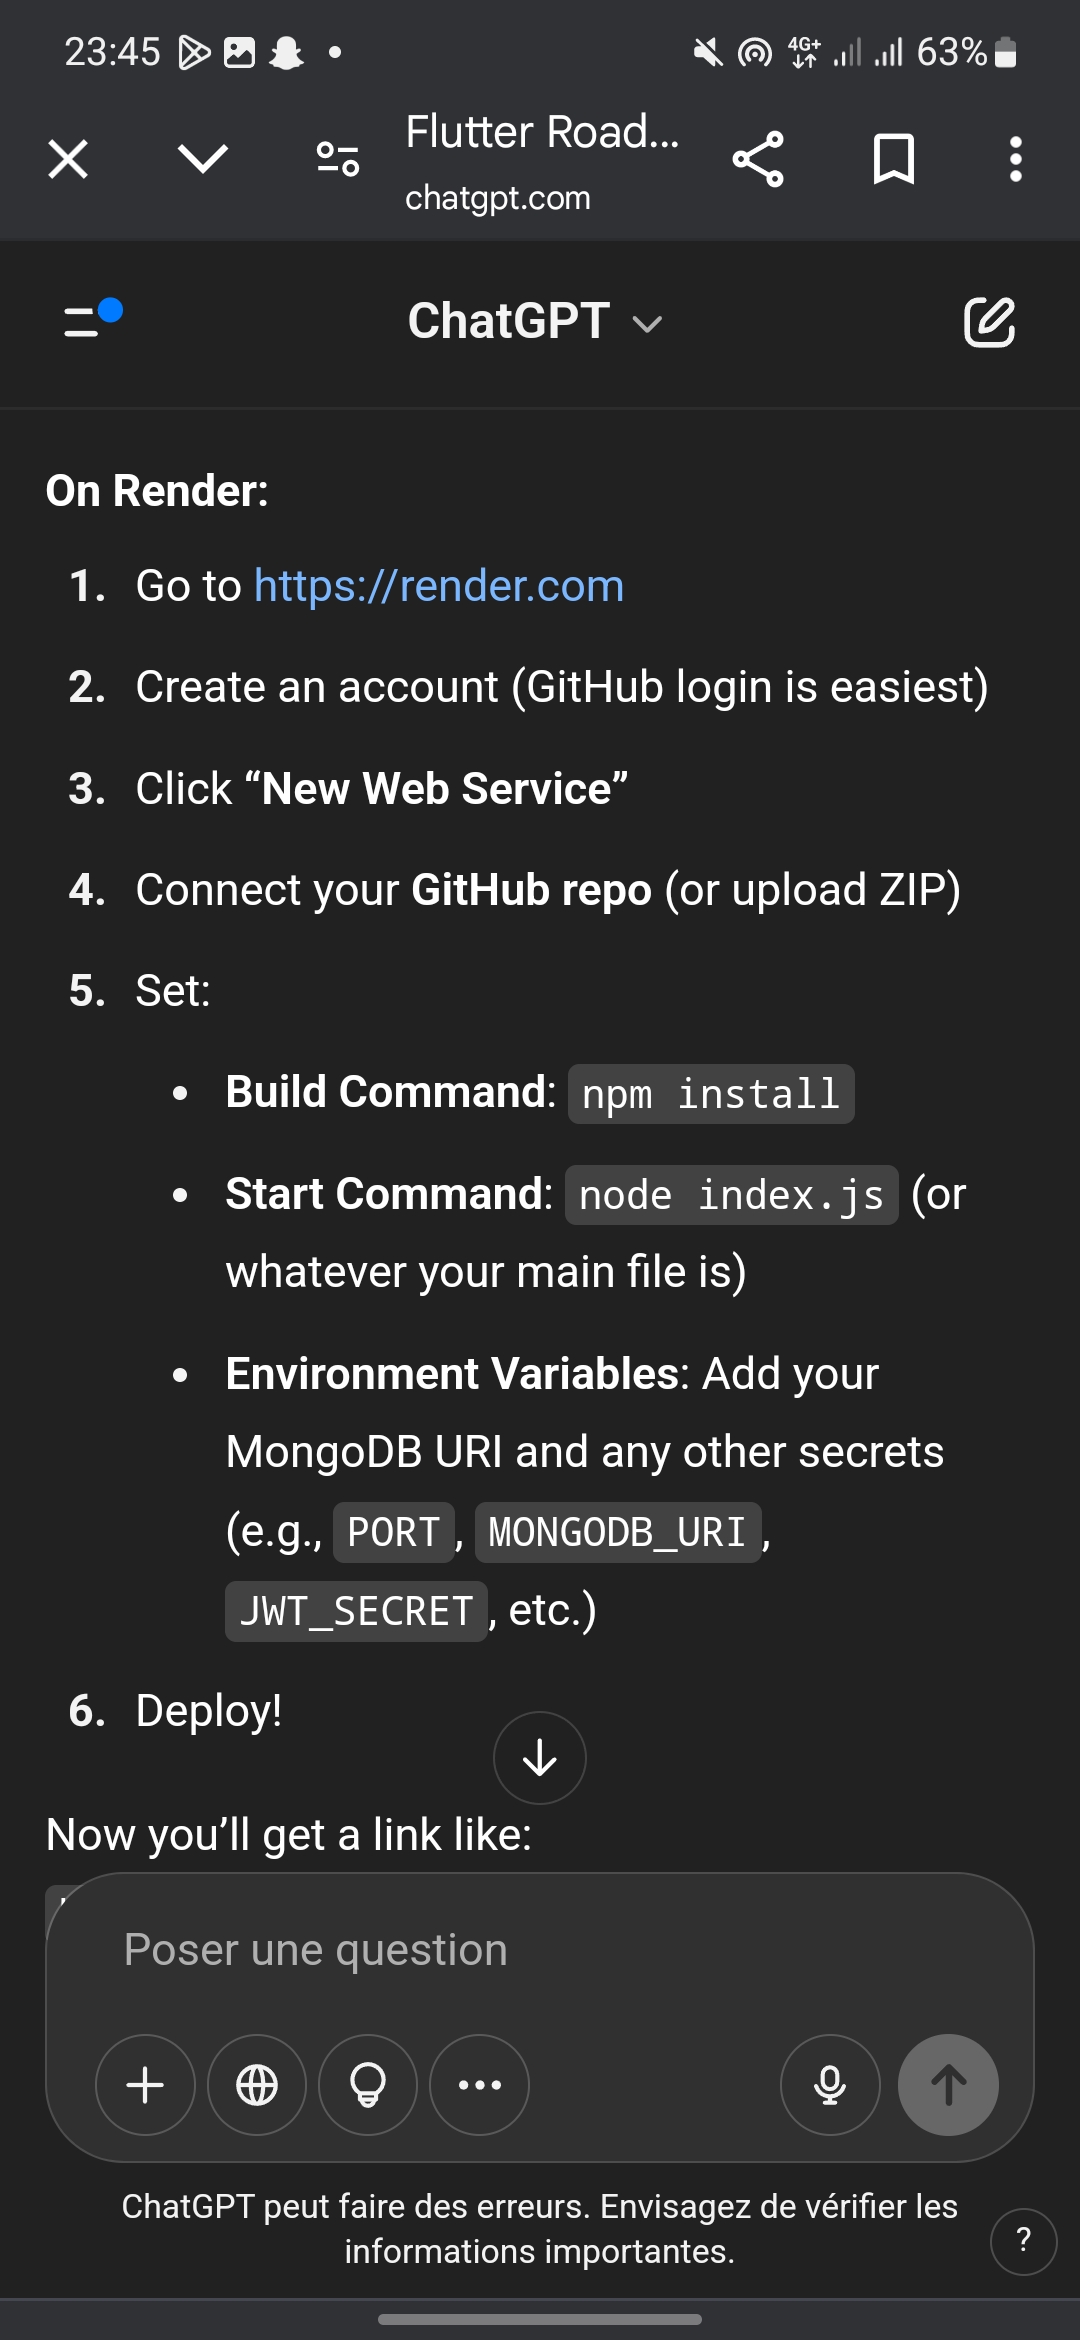 23:45
4G+
63%
Flutter Road...
chatgpt.com
ChatGPT
On Render:
1. Go to https://render.com
2. Create an account (GitHub login is easiest)
3. Click “New Web Service”
4. Connect your GitHub repo (or upload ZIP)
5. Set:
• Build Command: npm install
• Start Command: node index.js (or
whatever your main file is)
• Environment Variables: Add your
MongoDB URI and any other secrets
(e.g., PORT, MONGODB_URI,
JWT_SECRET, etc.)
6. Deploy!
Now you’ll get a link like:
Poser une question
ChatGPT peut faire des erreurs. Envisagez de vérifier les
informations importantes.
?